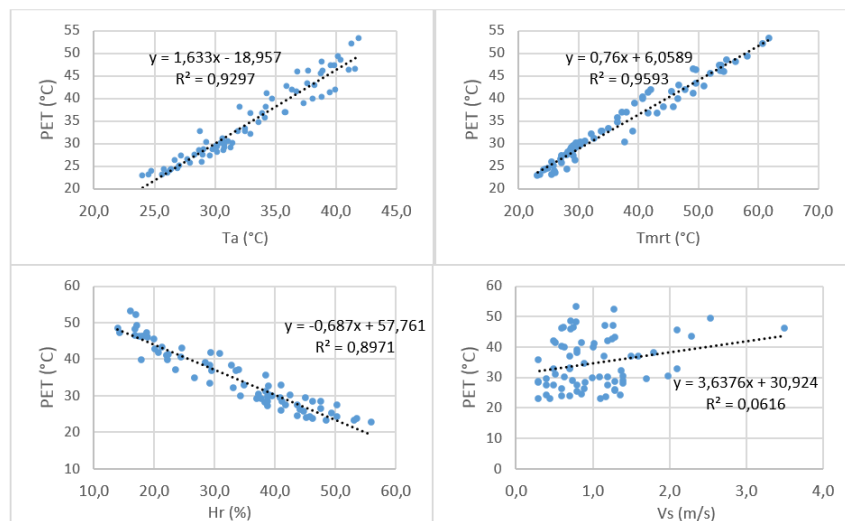 55
50
45
40
35
30
25
20
PET (°C)
y = 1,633x - 18,957
R² = 0,9297
20,0 25,0 30,0 35,0 40,0 45,0
Ta (°C)
55
50
45
40
35
30
25
20
PET (°C)
y = 0,76x + 6,0589
R² = 0,9593
20,0 30,0 40,0 50,0 60,0 70,0
Tmrt (°C)
60
50
40
30
20
10
PET (°C)
y = -0,687x + 57,761
R² = 0,8971
10,0 20,0 30,0 40,0 50,0 60,0
Hr (%)
60
50
40
30
20
10
0
PET (°C)
y = 3,6376x + 30,924
R² = 0,0616
0,0 1,0 2,0 3,0 4,0
Vs (m/s)